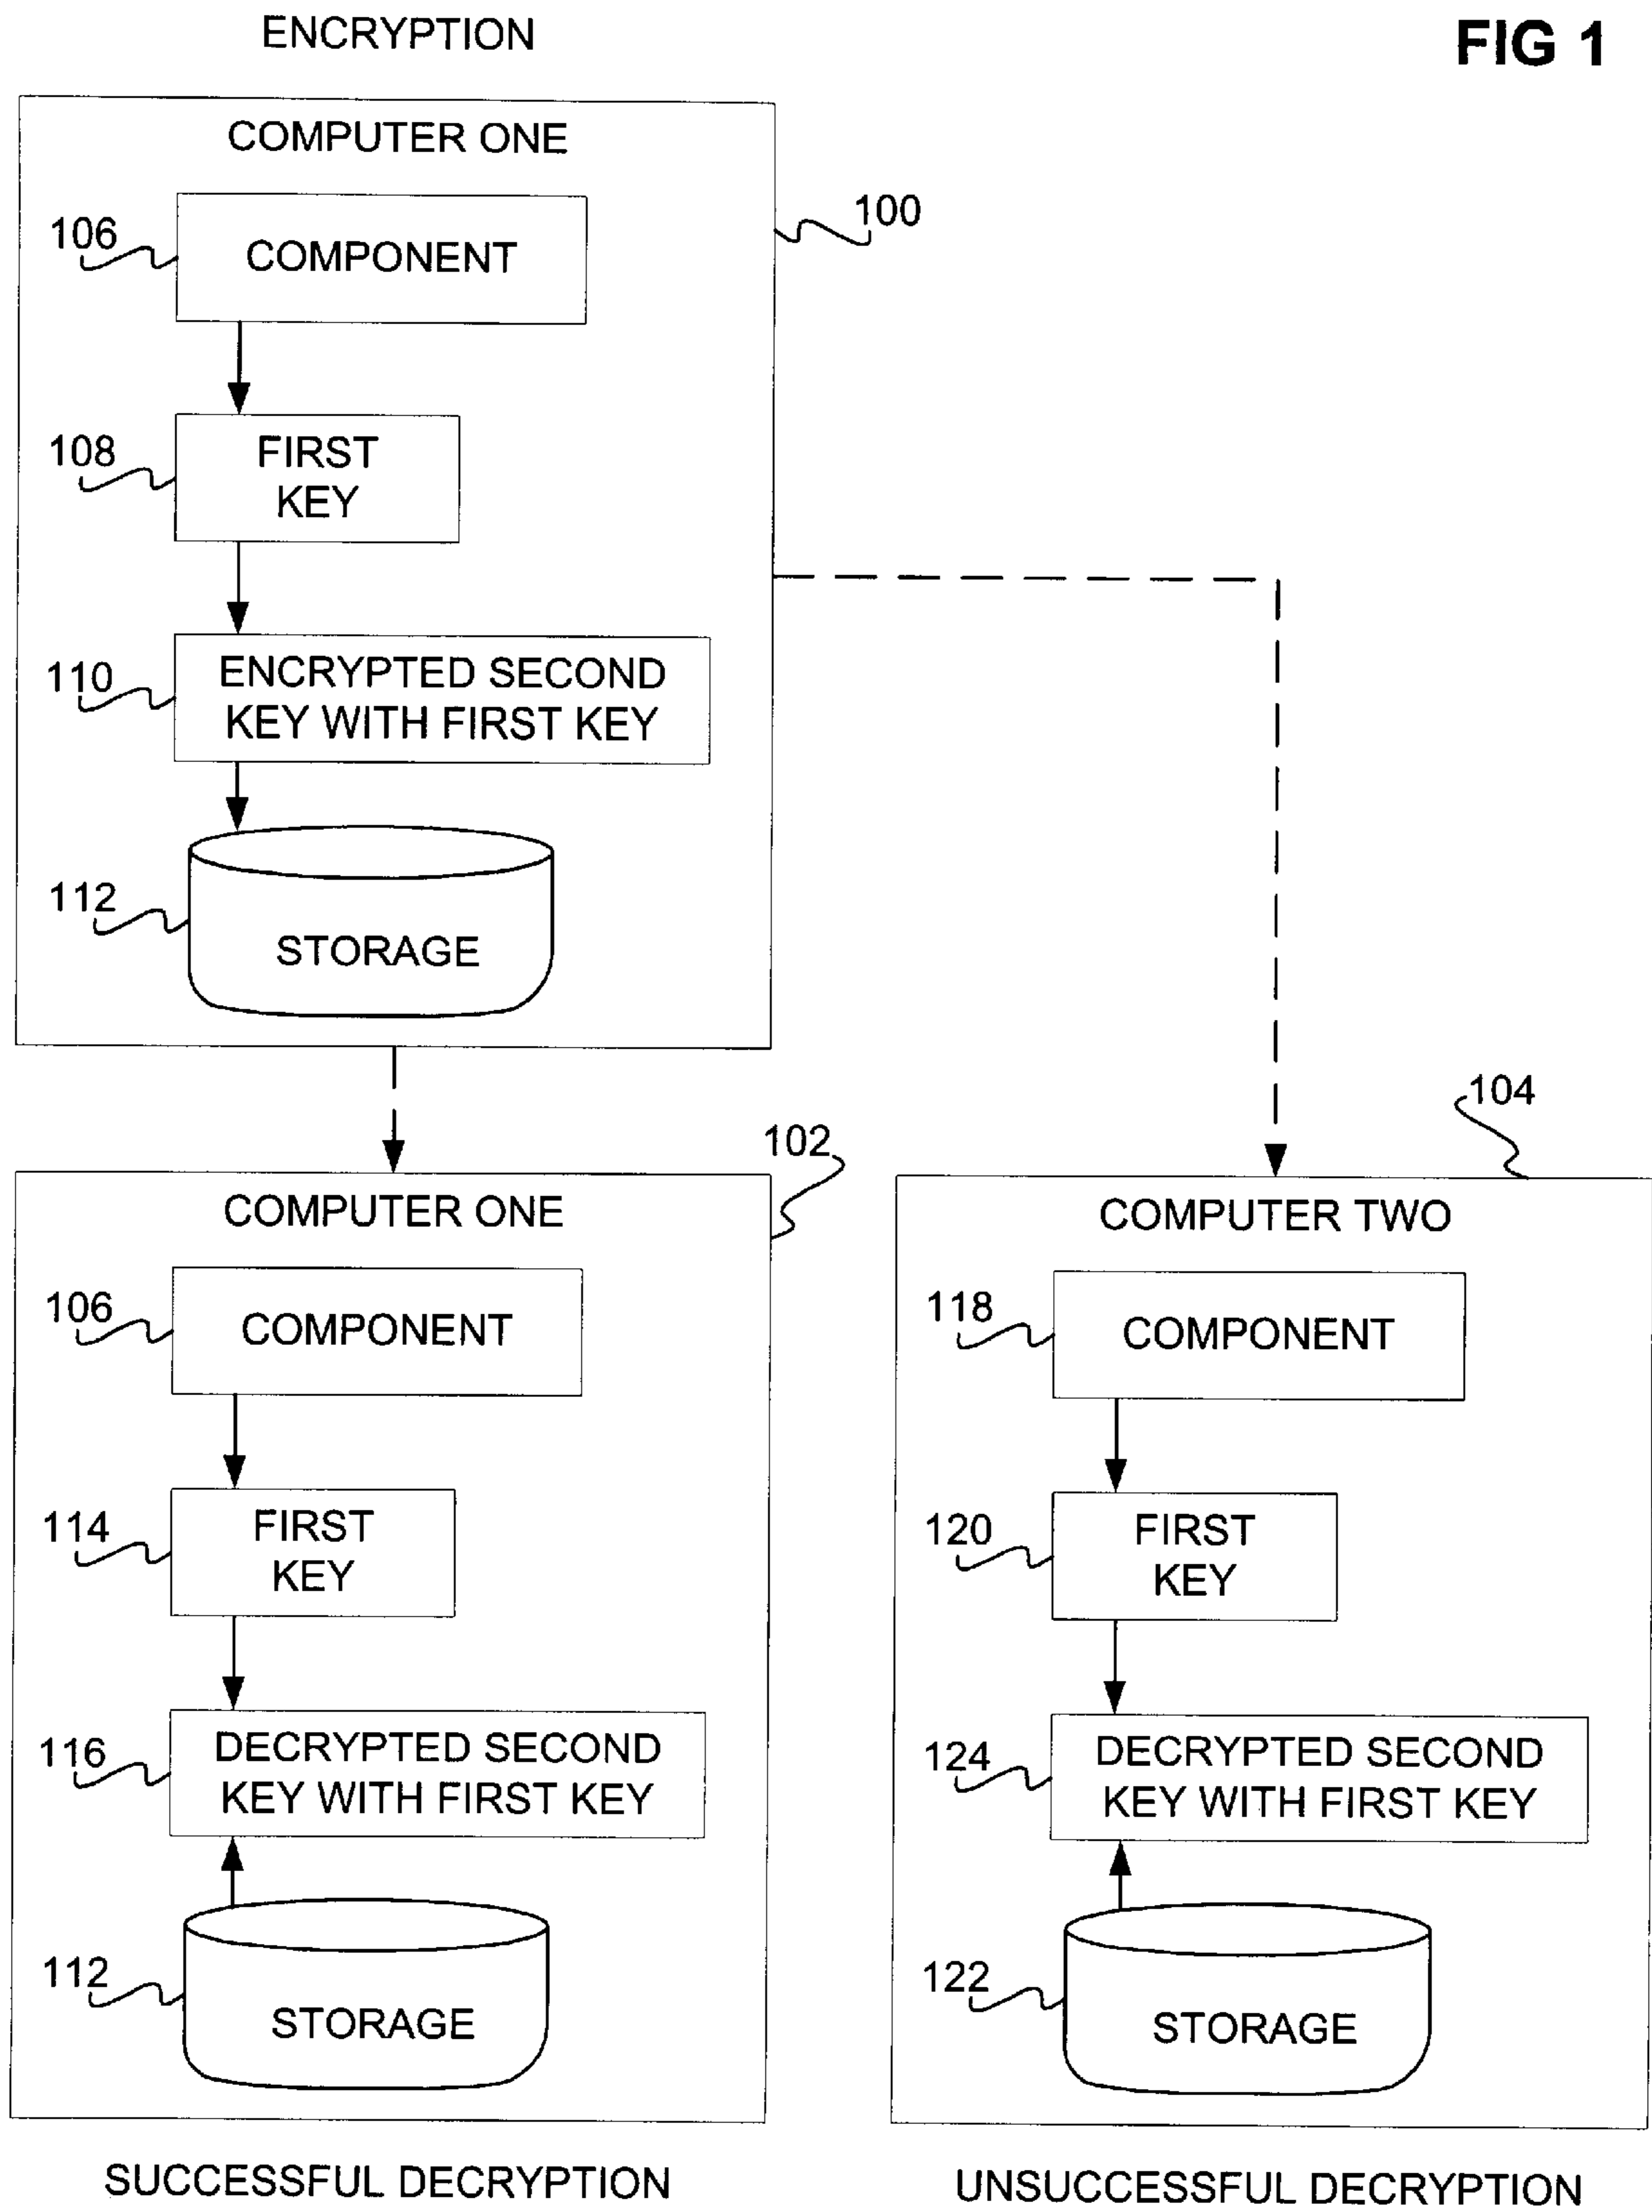 ENCRYPTION
FIG 1
COMPUTER ONE
100
106
COMPONENT
108
FIRST
KEY
110
ENCRYPTED SECOND
KEY WITH FIRST KEY
112
STORAGE
102
COMPUTER ONE
106
COMPONENT
114
FIRST
KEY
116
DECRYPTED SECOND
KEY WITH FIRST KEY
112
STORAGE
SUCCESSFUL DECRYPTION
104
COMPUTER TWO
118
COMPONENT
120
FIRST
KEY
124
DECRYPTED SECOND
KEY WITH FIRST KEY
122
STORAGE
UNSUCCESSFUL DECRYPTION